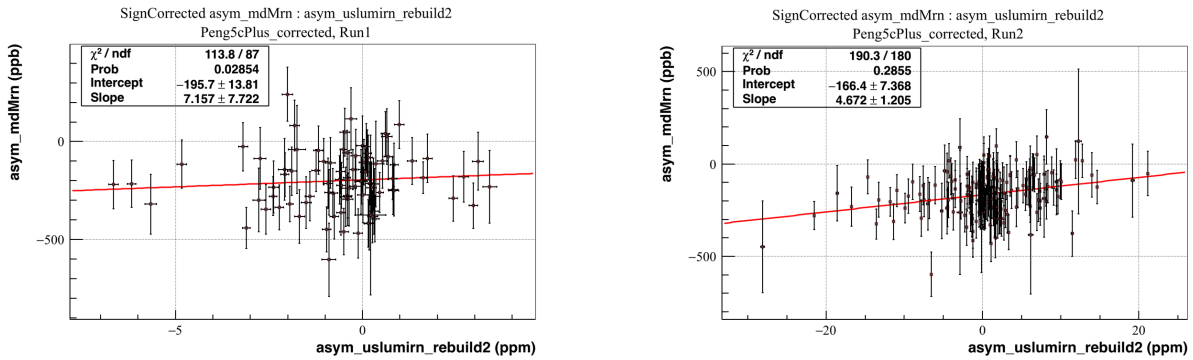 SignCorrected asym_mdMrn : asym_uslumirn_rebuild2
Peng5cPlus_corrected, Run1
χ² / ndf 113.8 / 87
Prob 0.02854
Intercept −195.7 ± 13.81
Slope 7.157 ± 7.722
asym_mdMrn (ppb)
0
−500
−5
0
asym_uslumirn_rebuild2 (ppm)
SignCorrected asym_mdMrn : asym_uslumirn_rebuild2
Peng5cPlus_corrected, Run2
χ² / ndf 190.3 / 180
Prob 0.2855
Intercept −166.4 ± 7.368
Slope 4.672 ± 1.205
asym_mdMrn (ppb)
500
0
−500
−20
0
20
asym_uslumirn_rebuild2 (ppm)